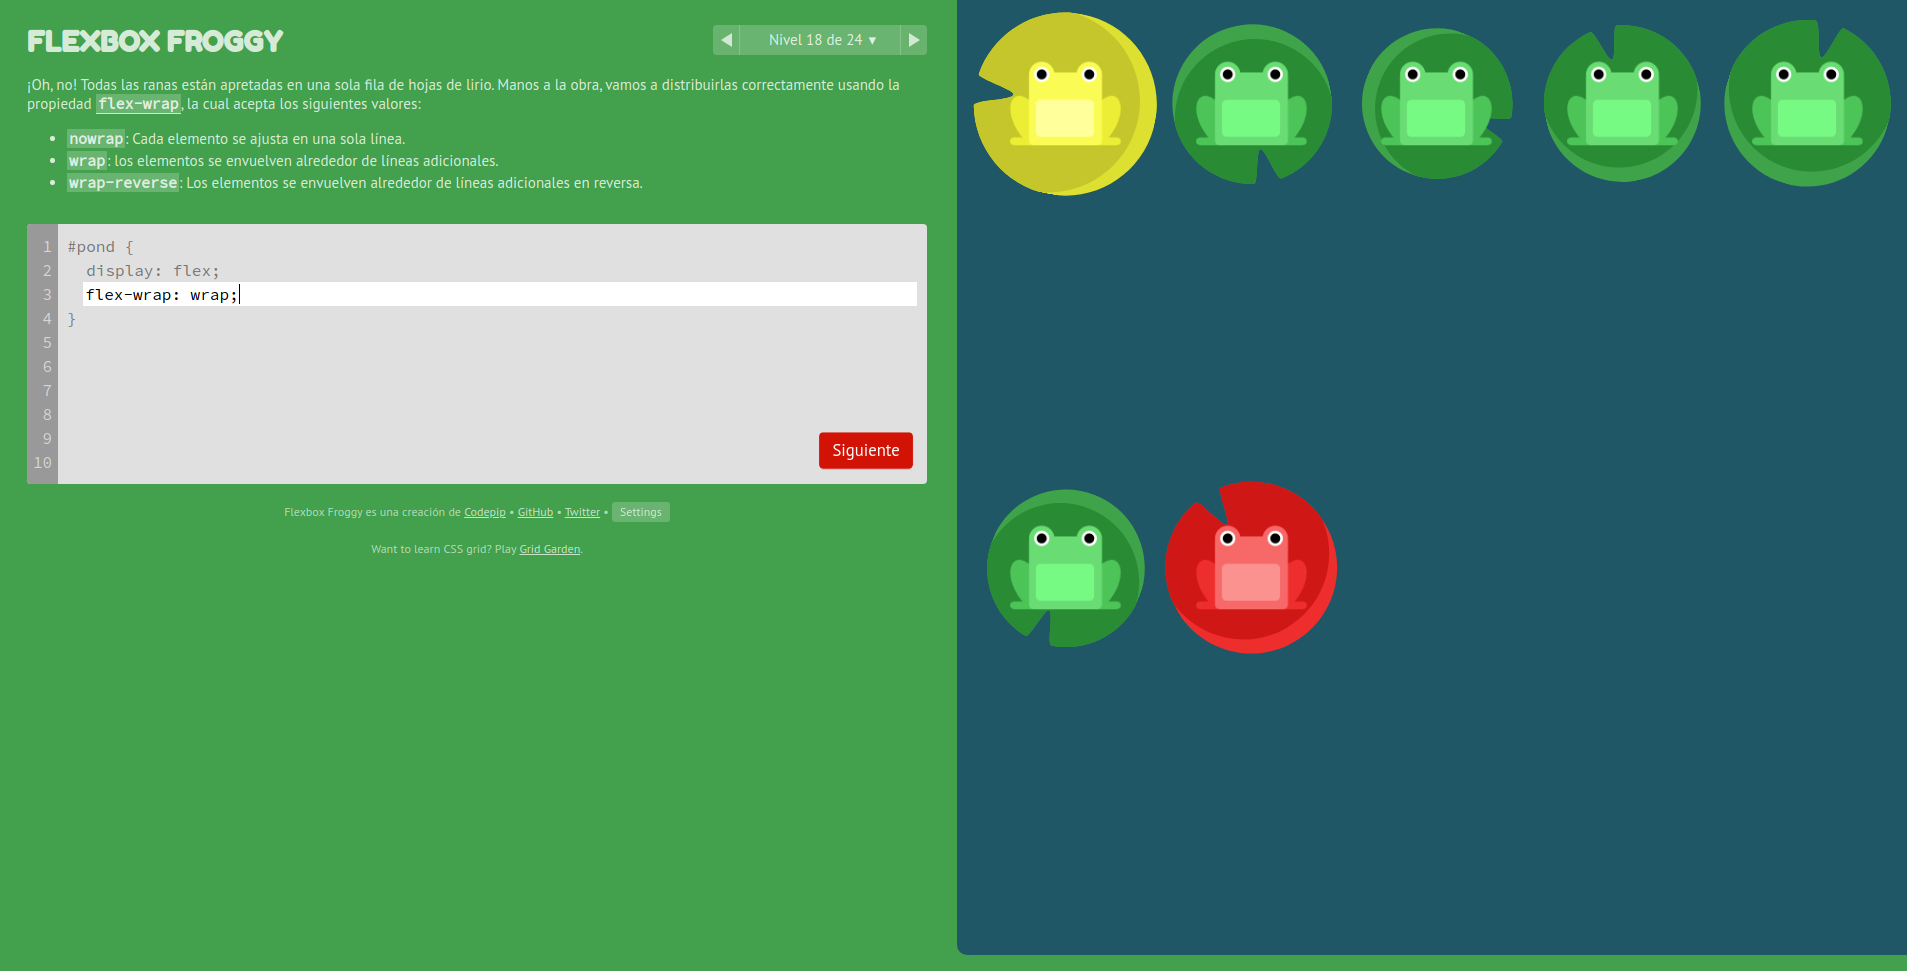 FLEXBOX FROGGY
◀ Nivel 18 de 24 ▼ ▶
¡Oh, no! Todas las ranas están apretadas en una sola fila de hojas de lirio. Manos a la obra, vamos a distribuirlas correctamente usando la
propiedad flex-wrap, la cual acepta los siguientes valores:
• nowrap: Cada elemento se ajusta en una sola línea.
• wrap: los elementos se envuelven alrededor de líneas adicionales.
• wrap-reverse: Los elementos se envuelven alrededor de líneas adicionales en reversa.
1 #pond {
2 display: flex;
3 flex-wrap: wrap;
4 }
5
6
7
8
9
10
Siguiente
Flexbox Froggy es una creación de Codepip • GitHub • Twitter • Settings
Want to learn CSS grid? Play Grid Garden.